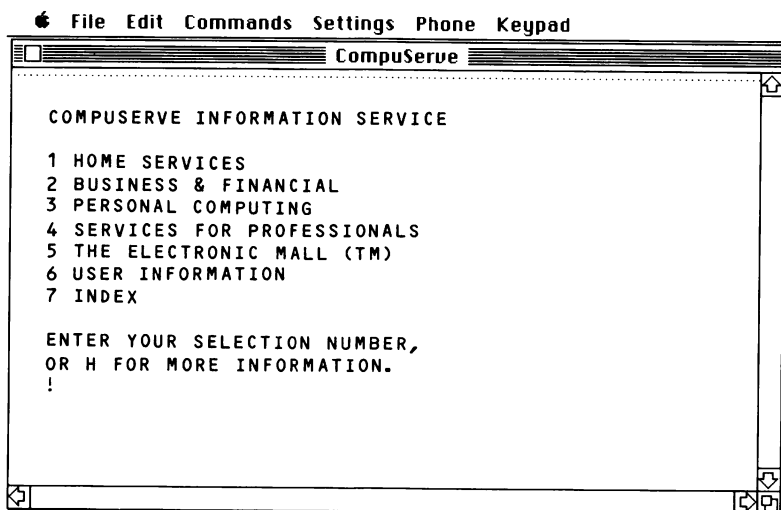 File Edit Commands Settings Phone Keypad
CompuServe
COMPUSERVE INFORMATION SERVICE
1 HOME SERVICES
2 BUSINESS & FINANCIAL
3 PERSONAL COMPUTING
4 SERVICES FOR PROFESSIONALS
5 THE ELECTRONIC MALL (TM)
6 USER INFORMATION
7 INDEX
ENTER YOUR SELECTION NUMBER,
OR H FOR MORE INFORMATION.
!